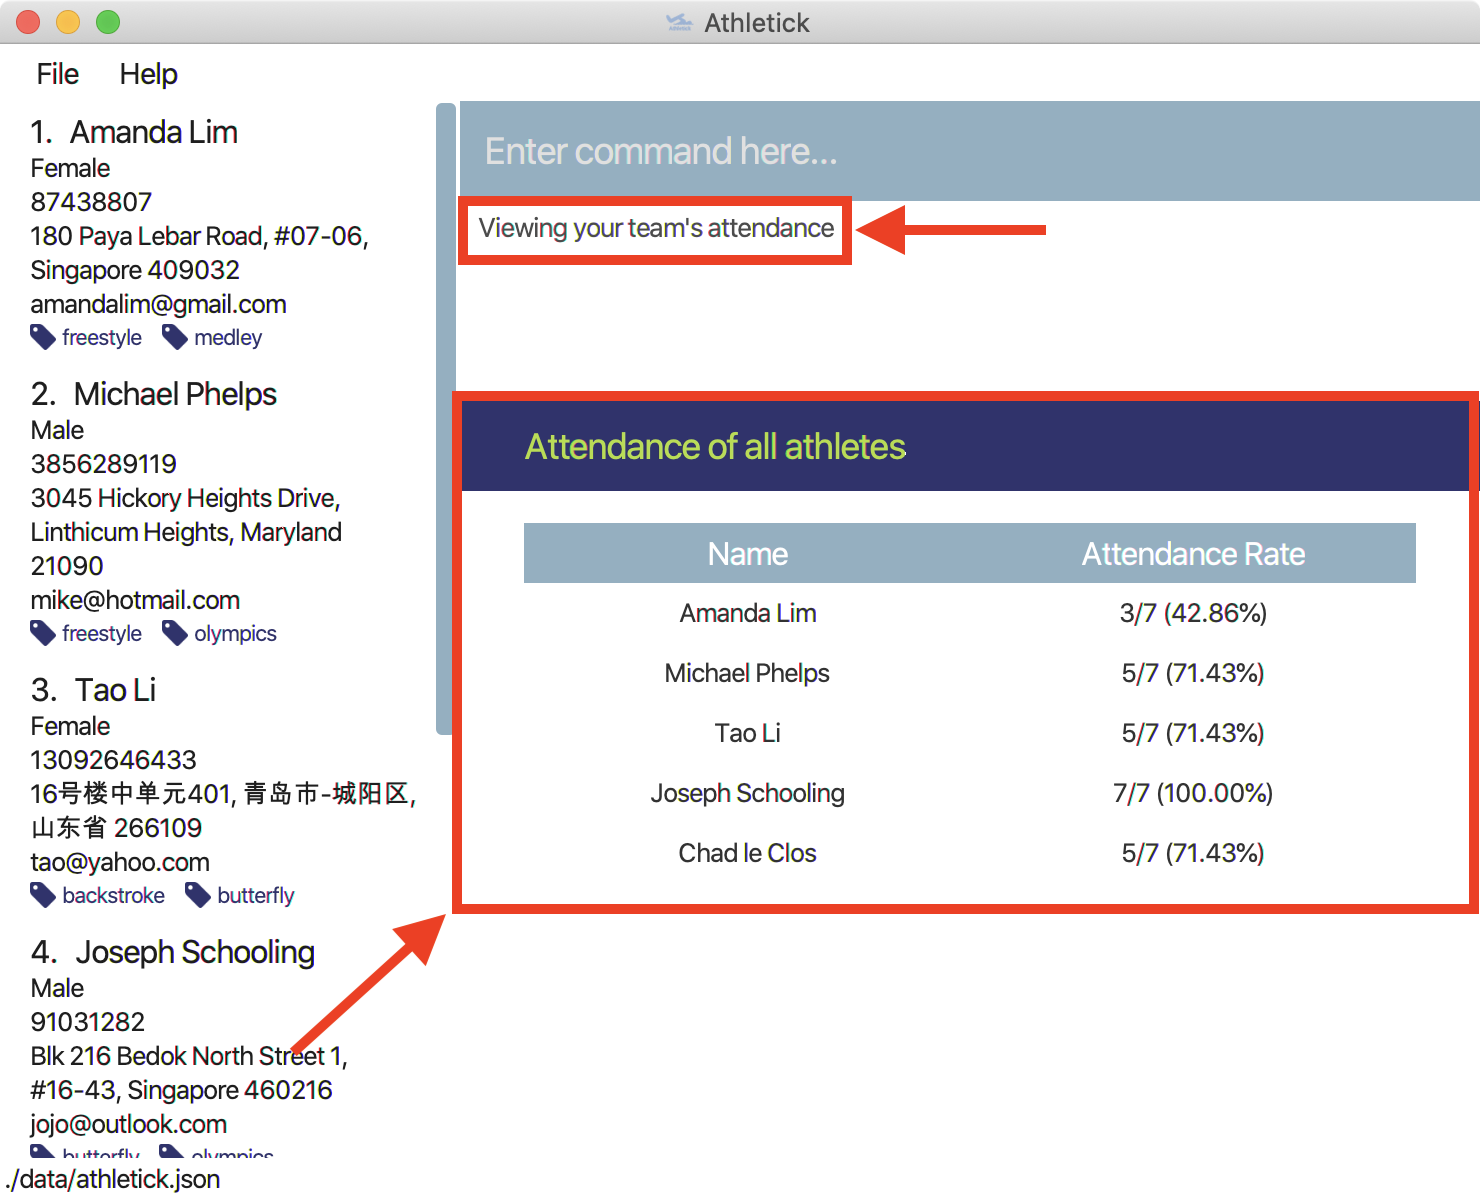 Athletick
File Help
1. Amanda Lim
Female
87438807
180 Paya Lebar Road, #07-06,
Singapore 409032
amandalim@gmail.com
freestyle medley
2. Michael Phelps
Male
3856289119
3045 Hickory Heights Drive,
Linthicum Heights, Maryland
21090
mike@hotmail.com
freestyle olympics
3. Tao Li
Female
13092646433
16号楼中单元401, 青岛市-城阳区,
山东省 266109
tao@yahoo.com
backstroke butterfly
4. Joseph Schooling
Male
91031282
Blk 216 Bedok North Street 1,
#16-43, Singapore 460216
jojo@outlook.com
butterfly olympics
Enter command here...
Viewing your team's attendance
Attendance of all athletes
Name Attendance Rate
Amanda Lim 3/7 (42.86%)
Michael Phelps 5/7 (71.43%)
Tao Li 5/7 (71.43%)
Joseph Schooling 7/7 (100.00%)
Chad le Clos 5/7 (71.43%)
./data/athletick.json